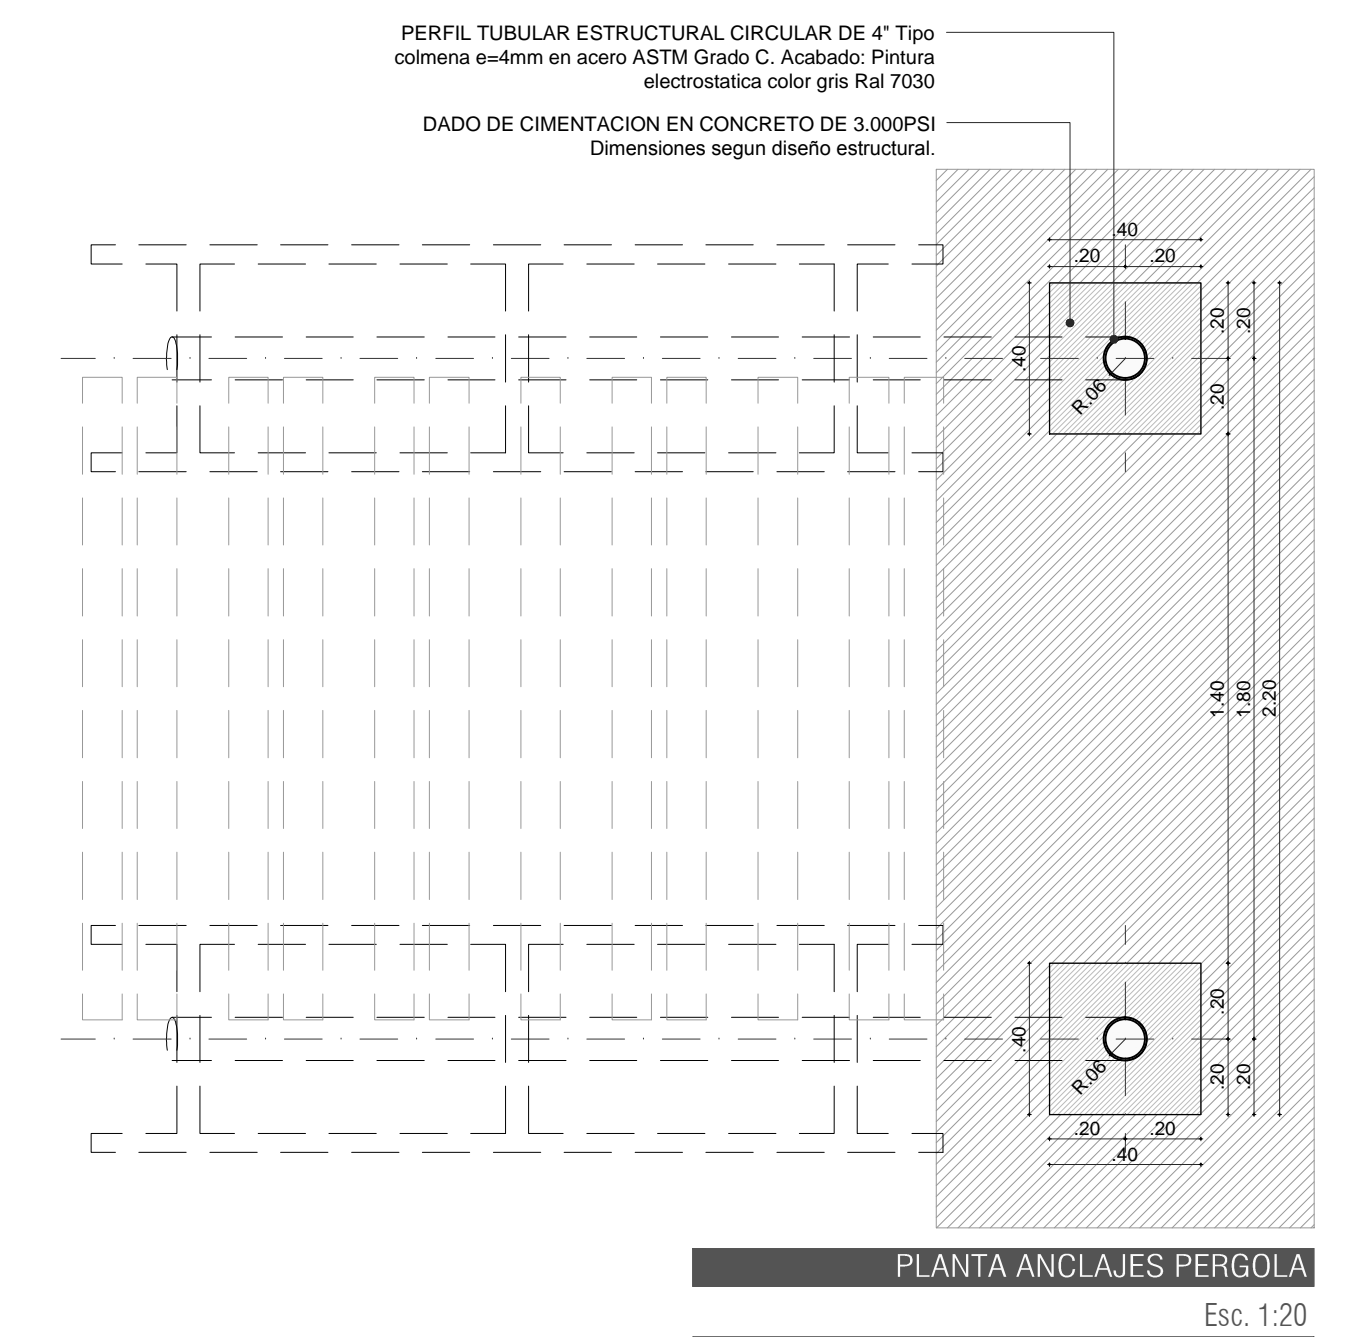 PERFIL TUBULAR ESTRUCTURAL CIRCULAR DE 4" Tipo
colmena e=4mm en acero ASTM Grado C. Acabado: Pintura
electrostatica color gris Ral 7030
DADO DE CIMENTACION EN CONCRETO DE 3.000PSI
Dimensiones segun diseño estructural.
.40
.20 .20
.20 .20
.40
R.06
.20
1.40 1.80 2.20
.20
.40
R.06
.20 .20
.20 .20
.40
PLANTA ANCLAJES PERGOLA
Esc. 1:20